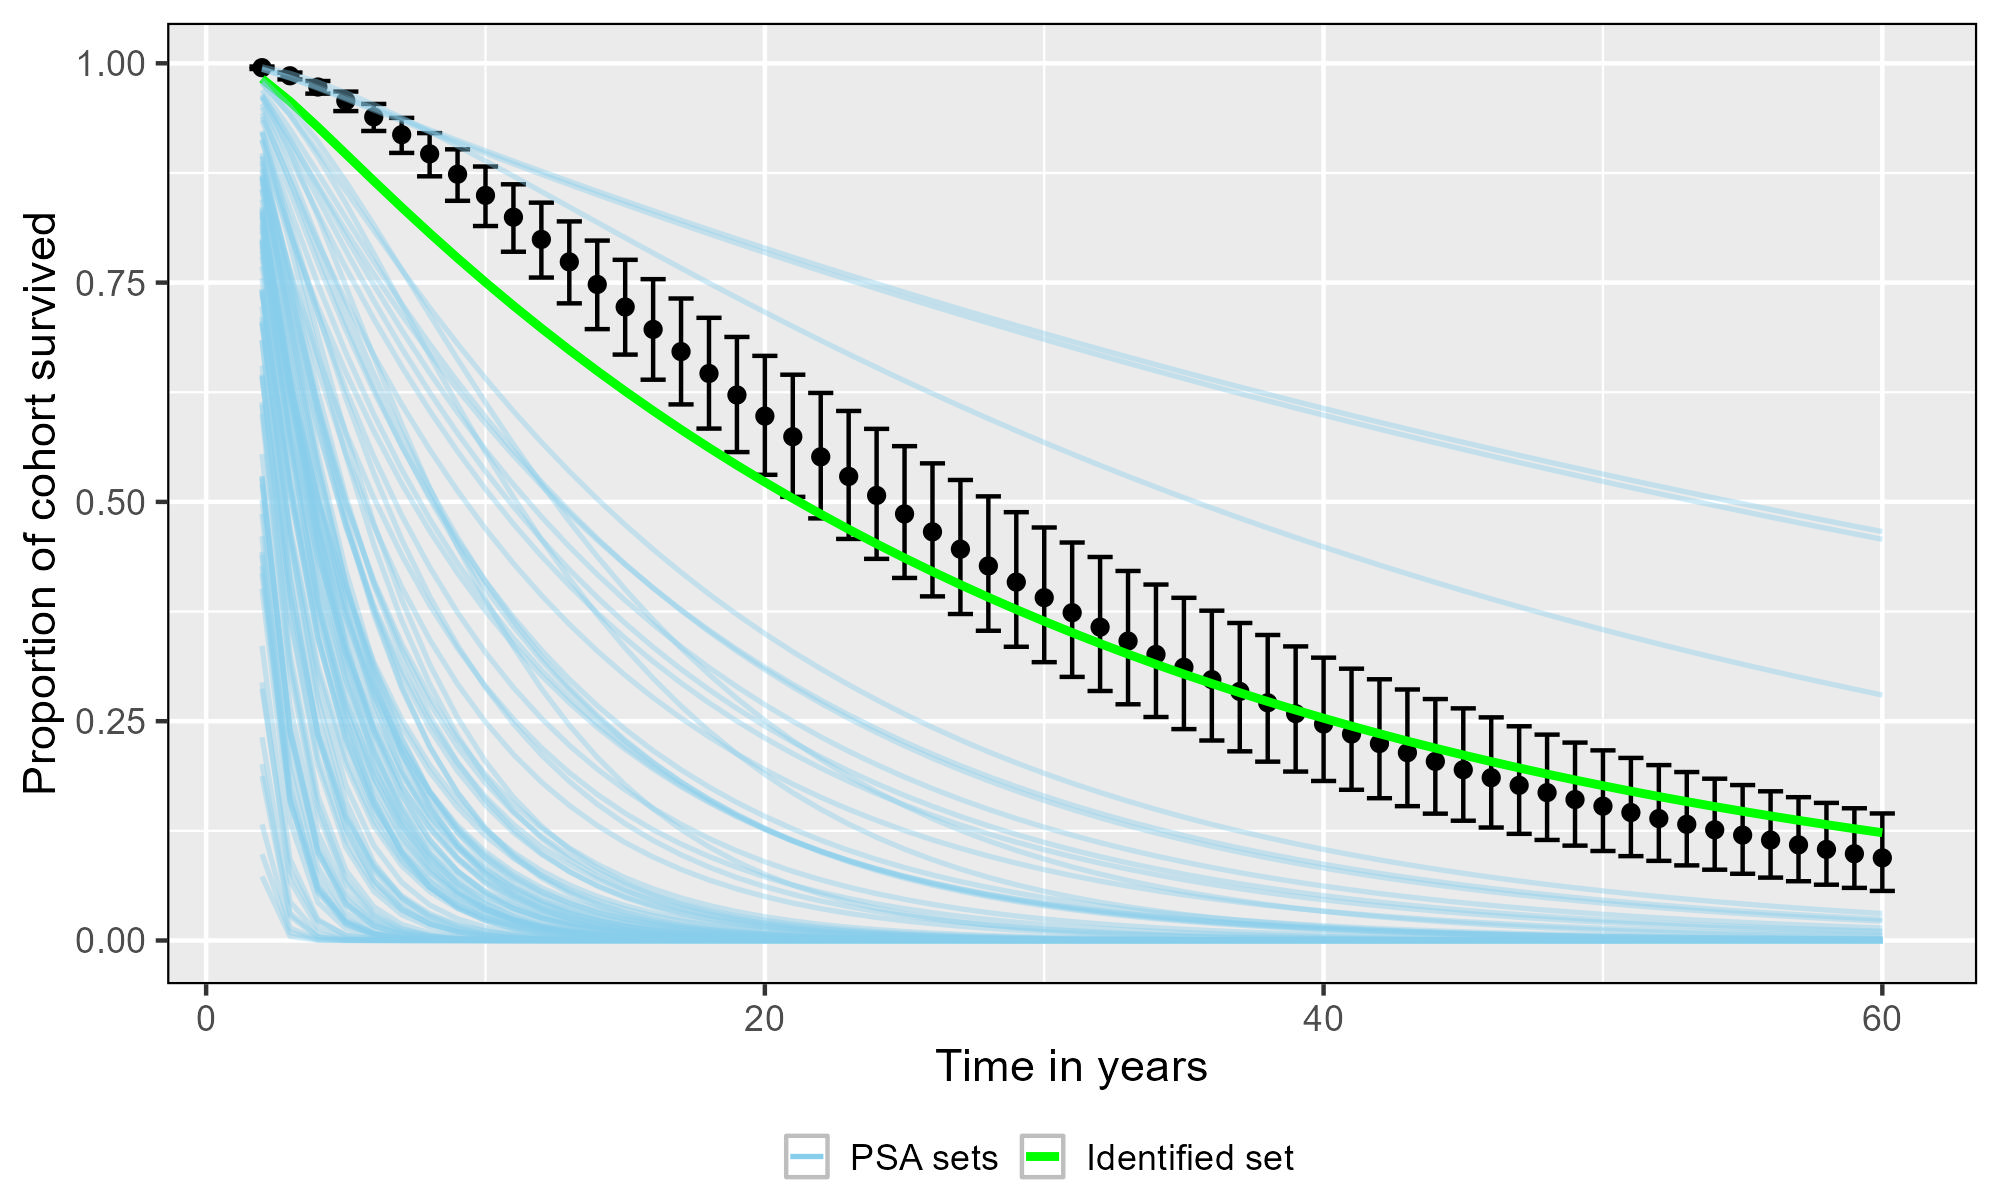 Proportion of cohort survived
1.00
0.75
0.50
0.25
0.00
0 20 40 60
Time in years
PSA sets Identified set